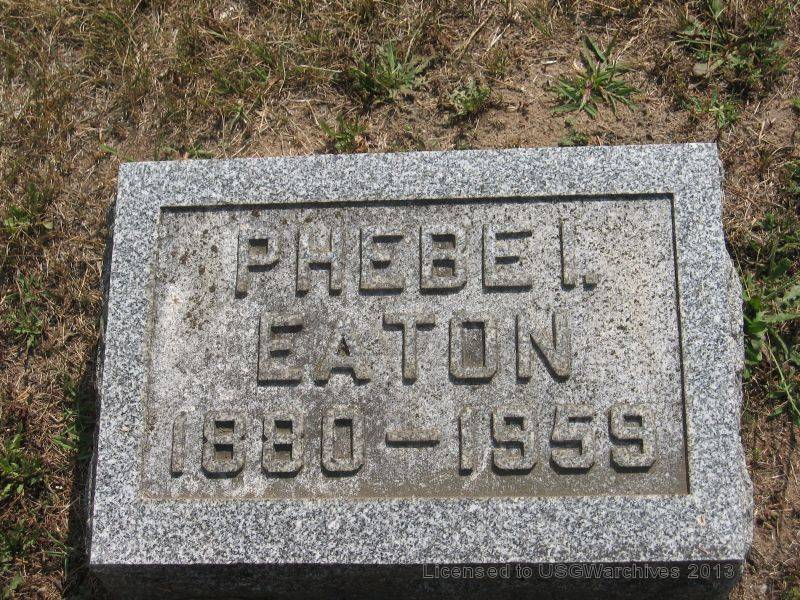 PHEBE I.
EATON
1880-1959
Licensed to USGWarchives 2013